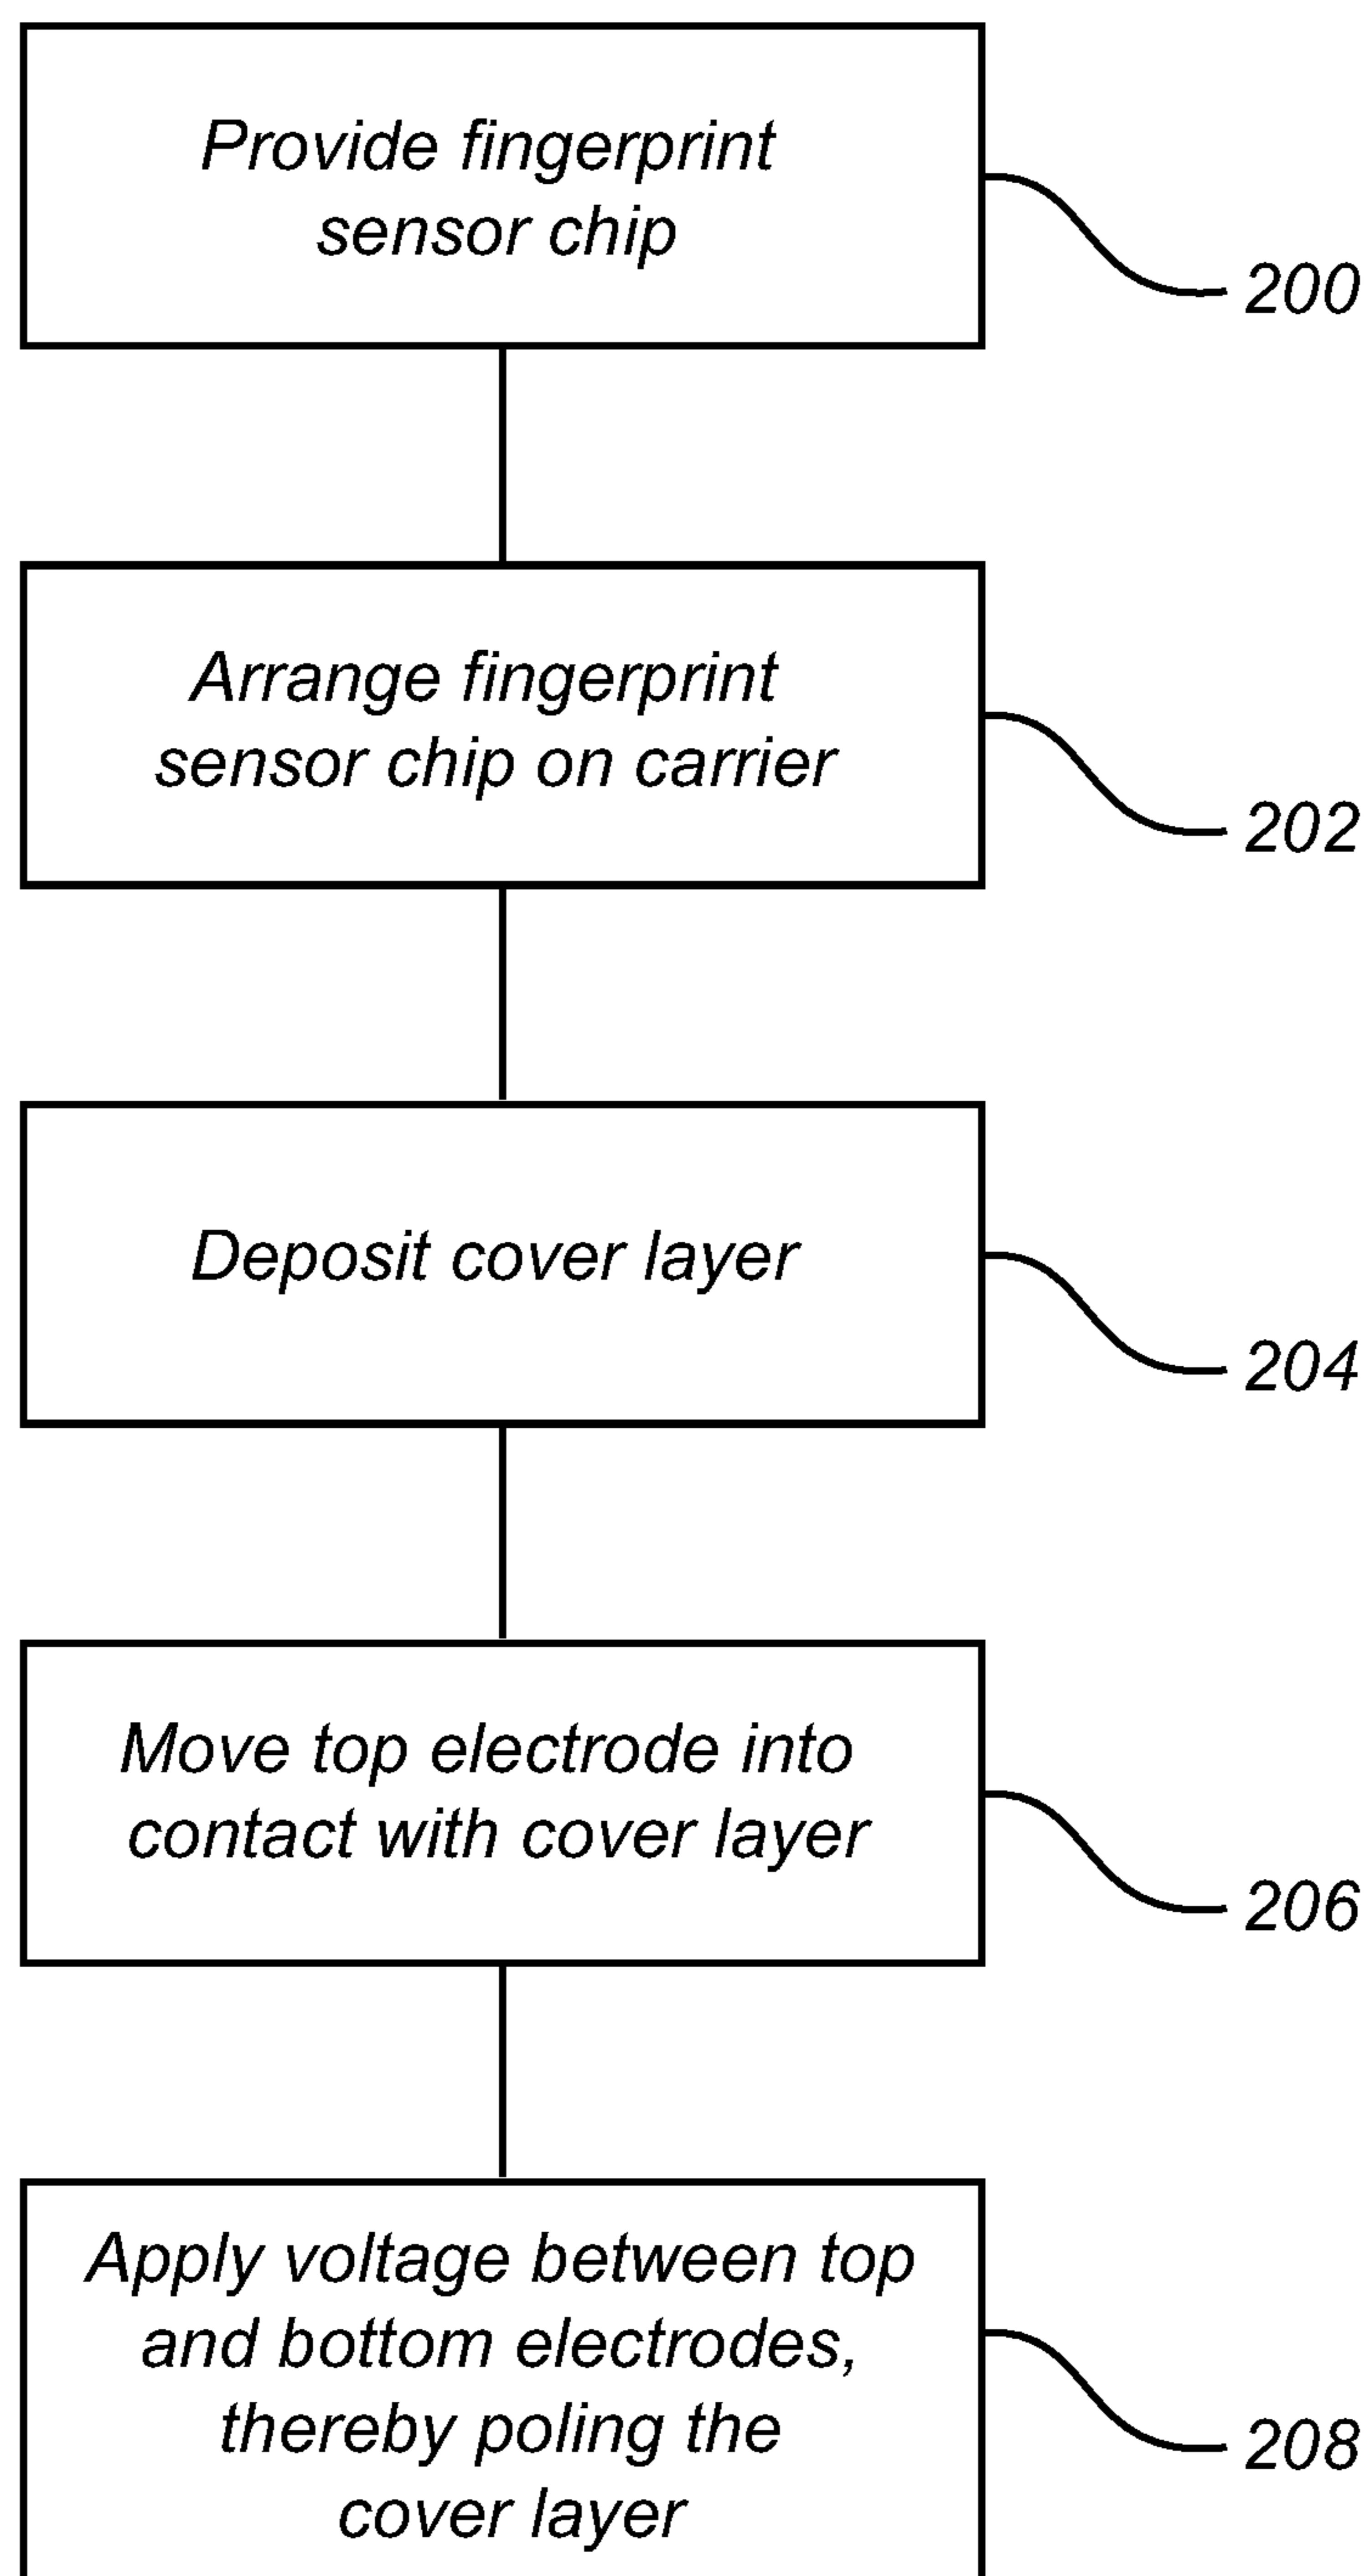 Provide fingerprint
sensor chip
200
Arrange fingerprint
sensor chip on carrier
202
Deposit cover layer
204
Move top electrode into
contact with cover layer
206
Apply voltage between top
and bottom electrodes,
thereby poling the
cover layer
208